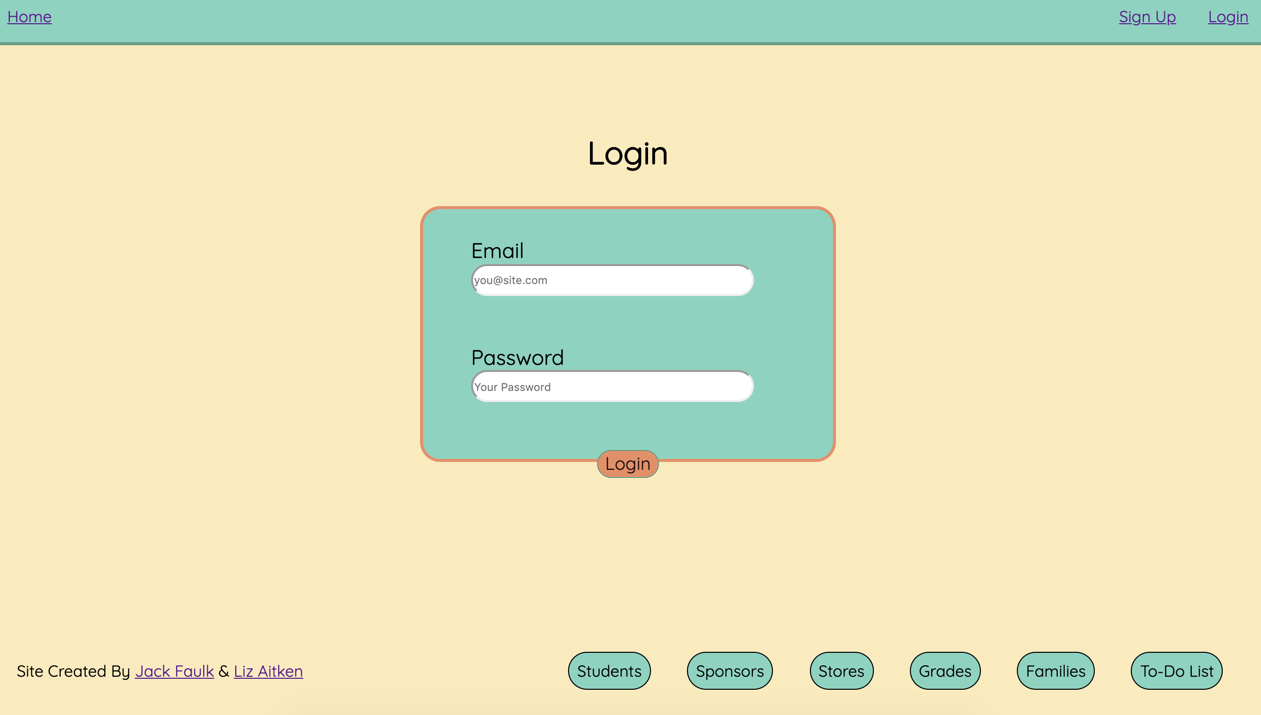 Home Sign Up Login
Login
Email
you@site.com
Password
Your Password
Login
Site Created By Jack Faulk & Liz Aitken Students Sponsors Stores Grades Families To-Do List